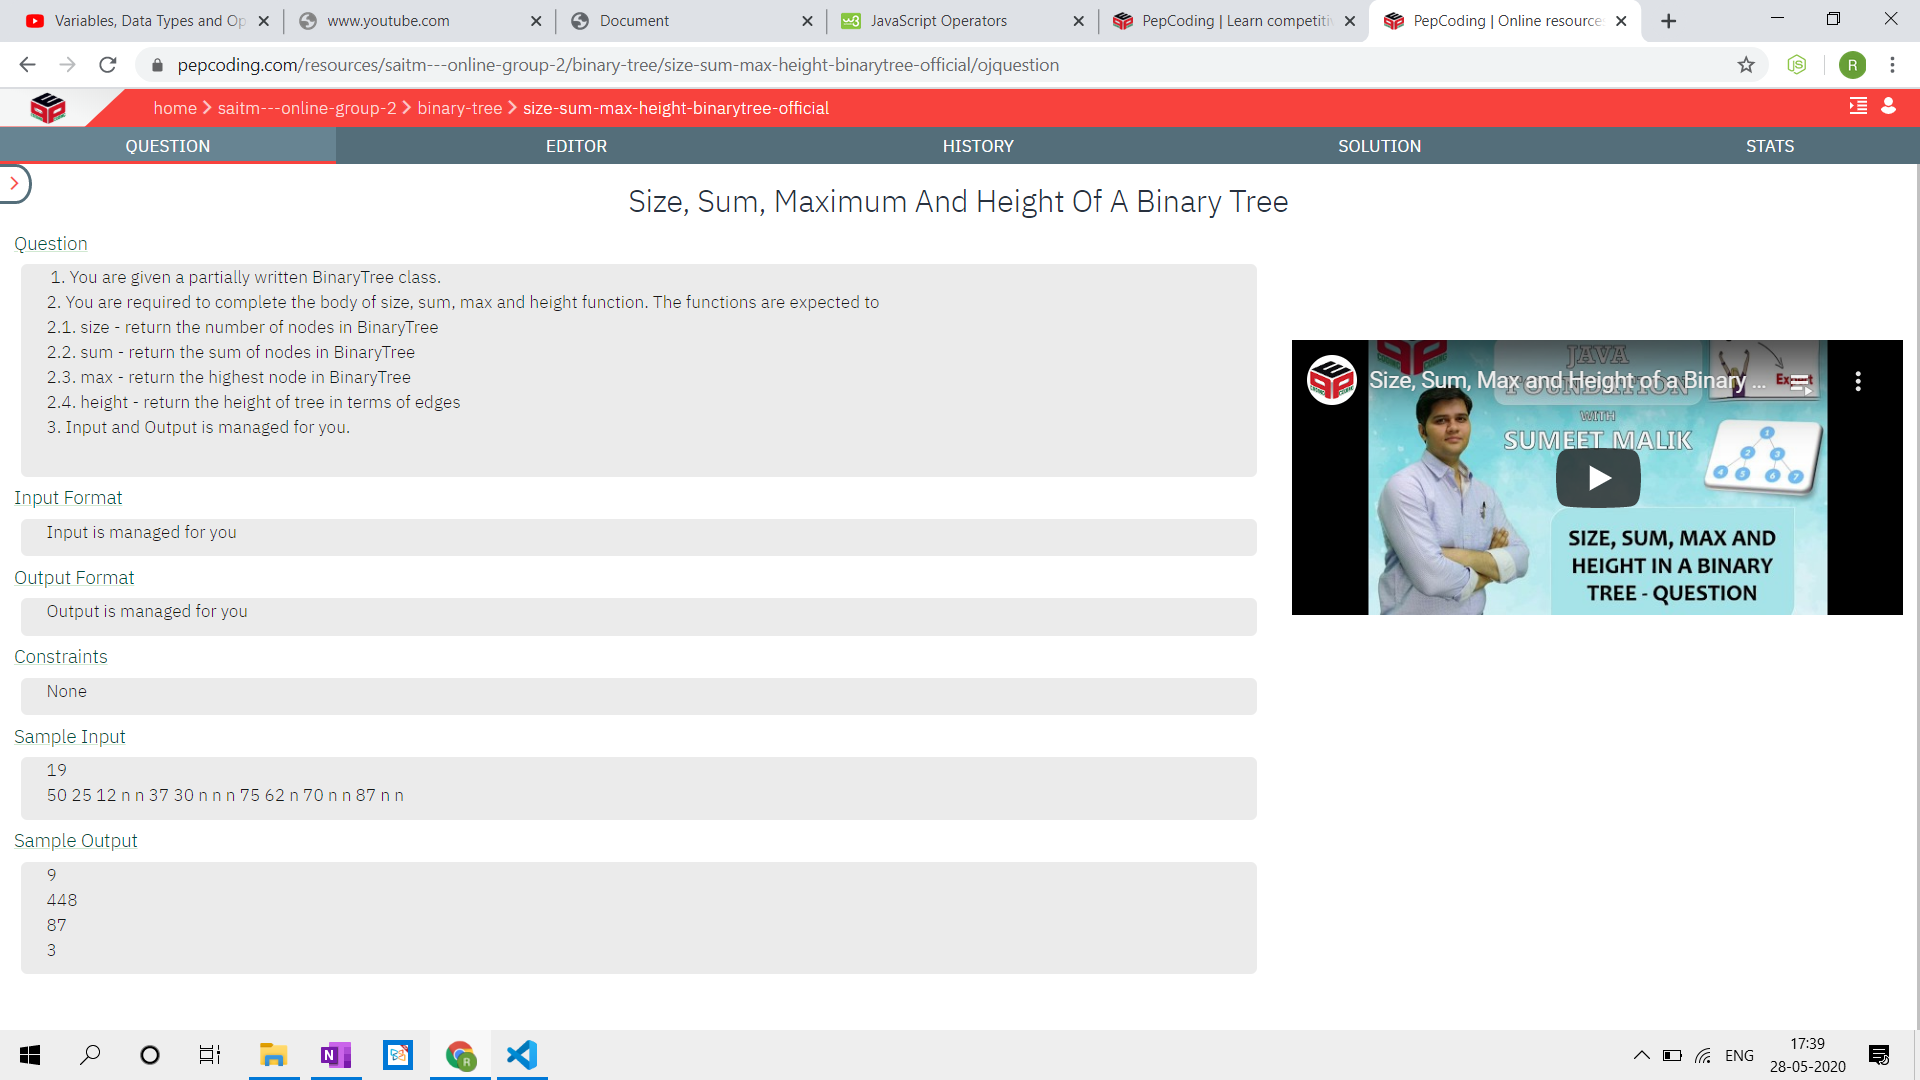 Variables, Data Types and Op
www.youtube.com
Document
JavaScript Operators
PepCoding | Learn competitiv
PepCoding | Online resource
pepcoding.com/resources/saitm---online-group-2/binary-tree/size-sum-max-height-binarytree-official/ojquestion
R
home > saitm---online-group-2 > binary-tree > size-sum-max-height-binarytree-official
QUESTION
EDITOR
HISTORY
SOLUTION
STATS
Size, Sum, Maximum And Height Of A Binary Tree
Question
1. You are given a partially written BinaryTree class.
2. You are required to complete the body of size, sum, max and height function. The functions are expected to
2.1. size - return the number of nodes in BinaryTree
2.2. sum - return the sum of nodes in BinaryTree
2.3. max - return the highest node in BinaryTree
2.4. height - return the height of tree in terms of edges
3. Input and Output is managed for you.
Size, Sum, Max and Height of a Binary ...
JAVA
FOUNDATION
WITH
SUMEET MALIK
SIZE, SUM, MAX AND
HEIGHT IN A BINARY
TREE - QUESTION
1
2
3
4
5
6
7
Input Format
Input is managed for you
Output Format
Output is managed for you
Constraints
None
Sample Input
19
50 25 12 n n 37 30 n n n 75 62 n 70 n n 87 n n
Sample Output
9
448
87
3
ENG
17:39
28-05-2020